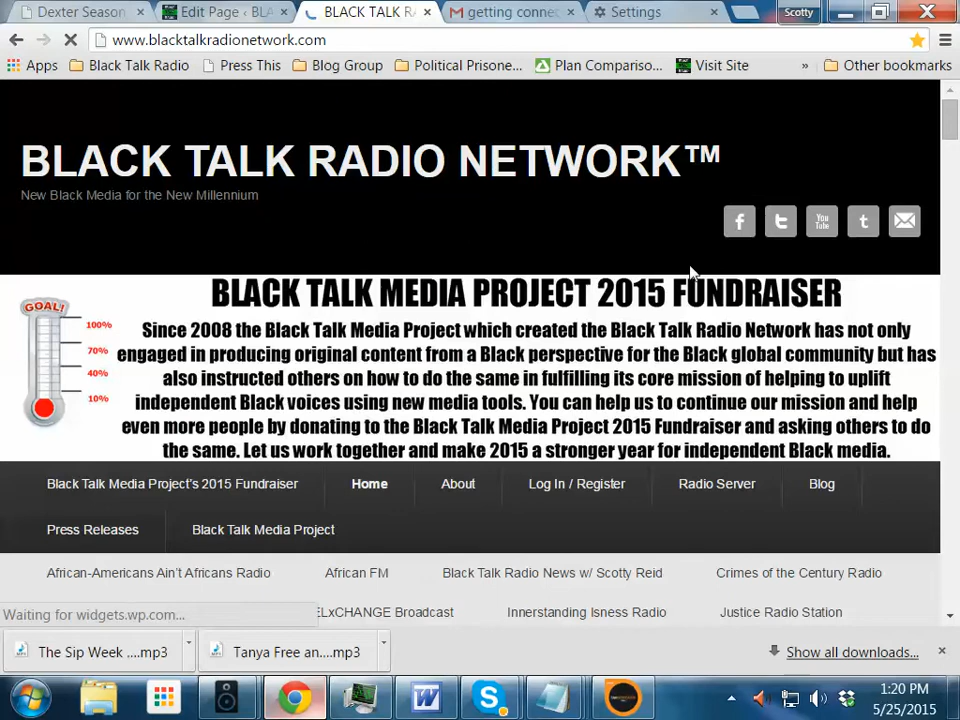 Dexter Season
Edit Page ‹ BLA
BLACK TALK RA
getting connec
Settings
Scotty
www.blacktalkradionetwork.com
Apps
Black Talk Radio
Press This
Blog Group
Political Prisone...
Plan Compariso...
Visit Site
»
Other bookmarks
BLACK TALK RADIO NETWORK™
New Black Media for the New Millennium
f
t
You Tube
t
GOAL!
100%
70%
40%
10%
BLACK TALK MEDIA PROJECT 2015 FUNDRAISER
Since 2008 the Black Talk Media Project which created the Black Talk Radio Network has not only
engaged in producing original content from a Black perspective for the Black global community but has
also instructed others on how to do the same in fulfilling its core mission of helping to uplift
independent Black voices using new media tools. You can help us to continue our mission and help
even more people by donating to the Black Talk Media Project 2015 Fundraiser and asking others to do
the same. Let us work together and make 2015 a stronger year for independent Black media.
Black Talk Media Project's 2015 Fundraiser
Home
About
Log In / Register
Radio Server
Blog
Press Releases
Black Talk Media Project
African-Americans Ain't Africans Radio
African FM
Black Talk Radio News w/ Scotty Reid
Crimes of the Century Radio
Waiting for widgets.wp.com...
ELxCHANGE Broadcast
Innerstanding Isness Radio
Justice Radio Station
The Sip Week ....mp3
Tanya Free an....mp3
Show all downloads...
1:20 PM
5/25/2015